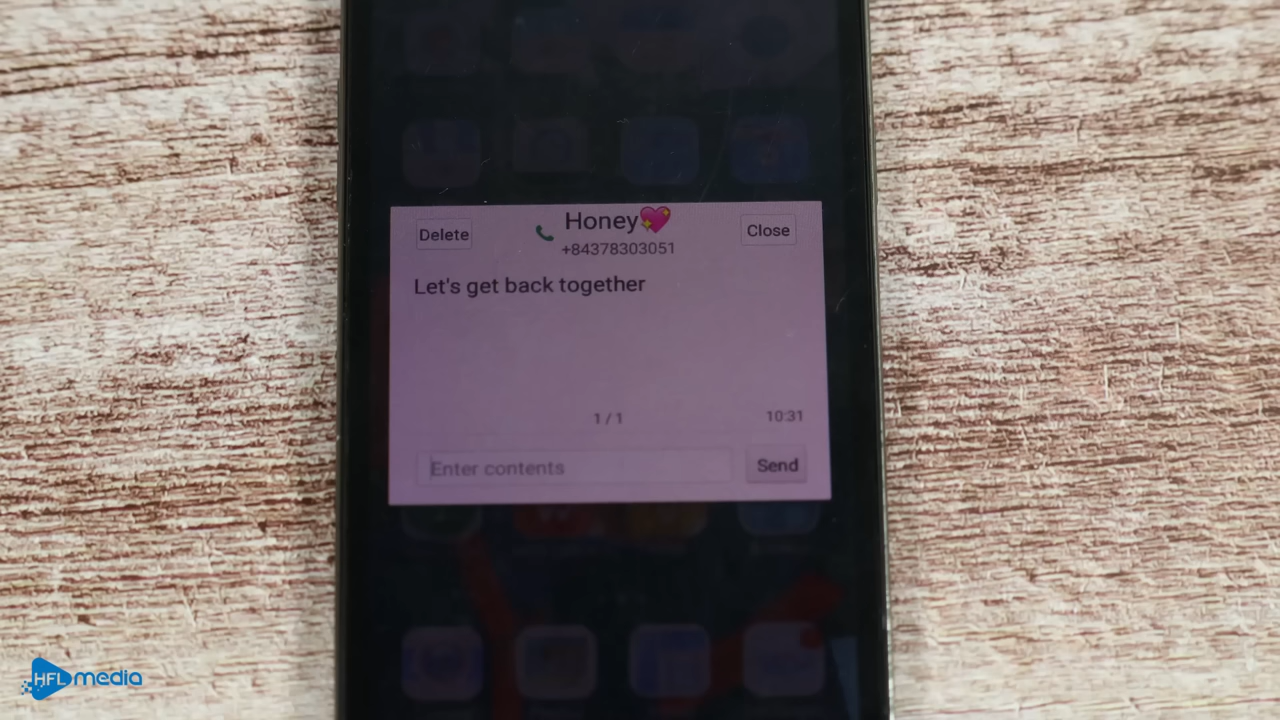 Delete
Honey💖
+84378303051
Close
Let's get back together
1 / 1
10:31
Enter contents
Send
HFL media